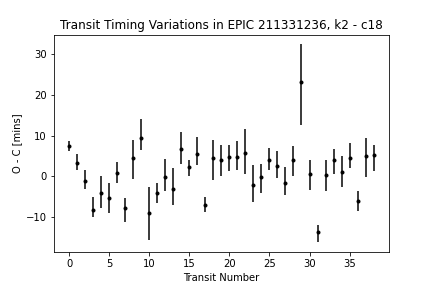 Transit Timing Variations in EPIC 211331236, k2 - c18
30
20
10
0
−10
O - C [mins]
0 5 10 15 20 25 30 35
Transit Number